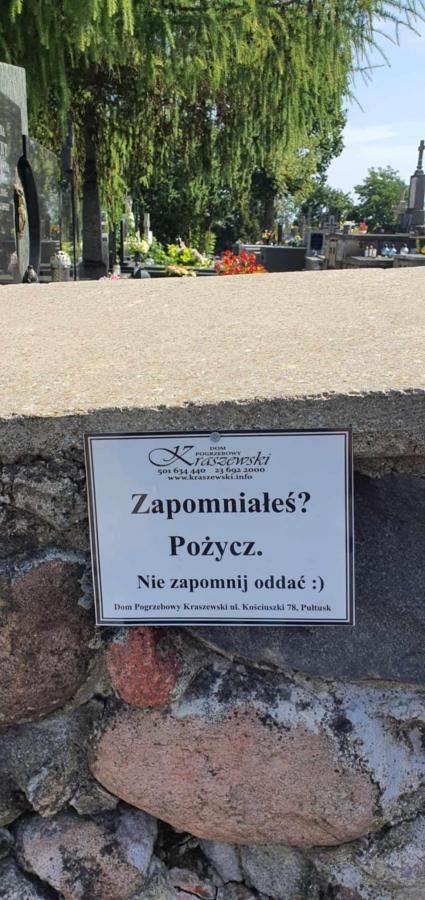 DOM
POGRZEBOWY
Kraszewski
501 634 440 23 692 2000
www.kraszewski.info
Zapomniałeś?
Pożycz.
Nie zapomnij oddać :)
Dom Pogrzebowy Kraszewski ul. Kościuszki 78, Pułtusk